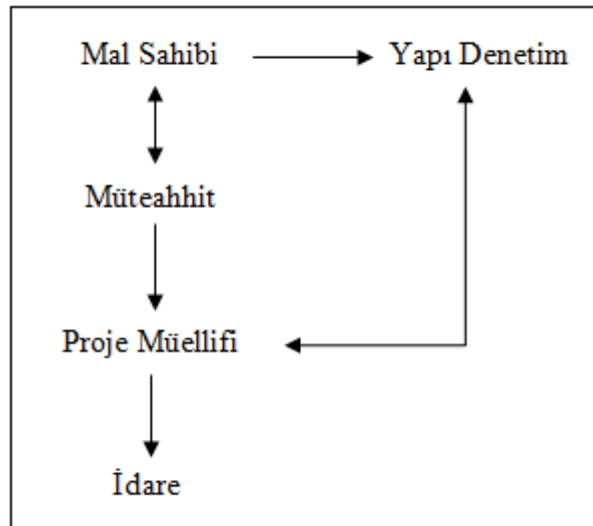 Mal Sahibi
Yapı Denetim
Müteahhit
Proje Müellifi
İdare